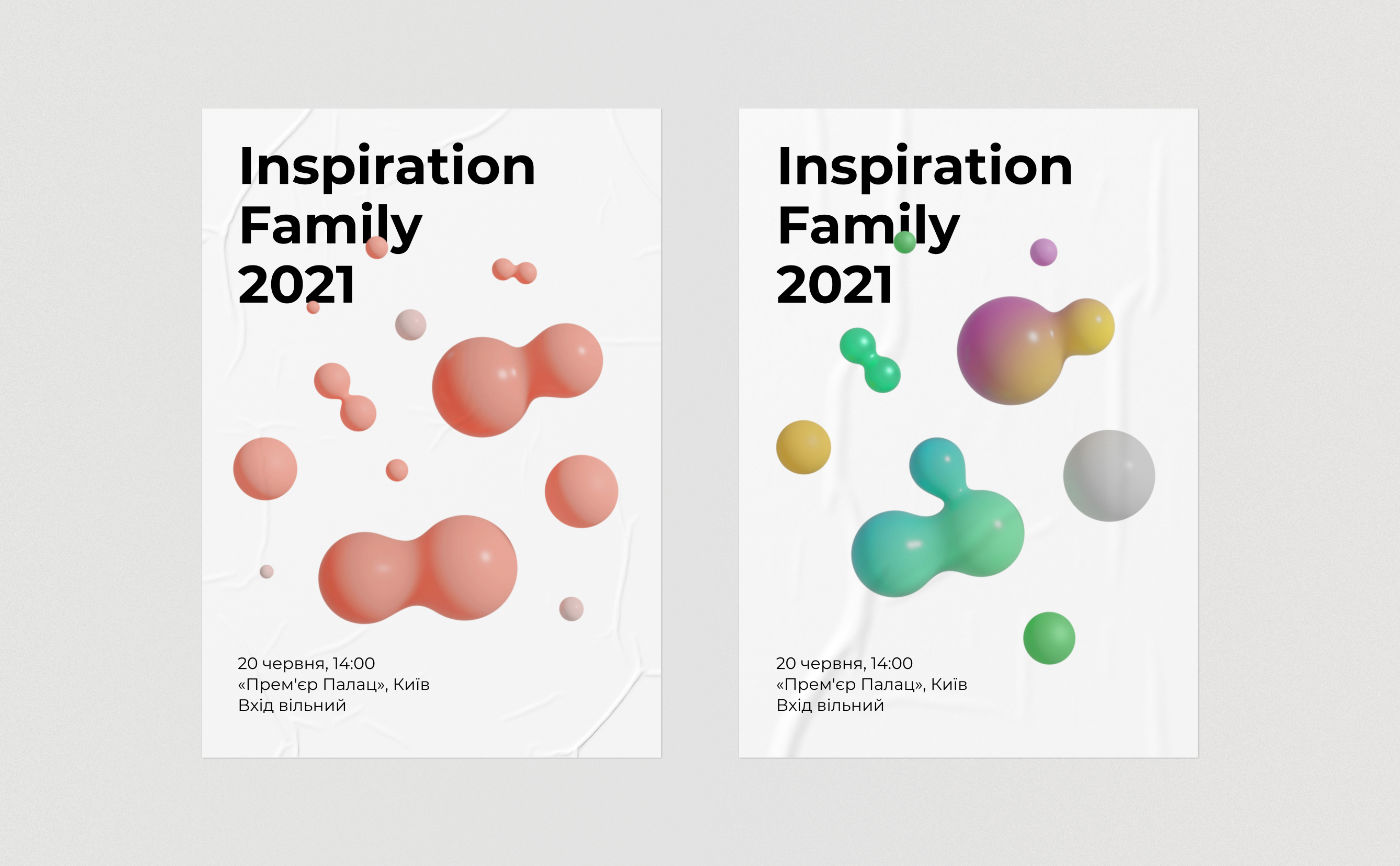 Inspiration
Family
2021
20 червня, 14:00
«Прем'єр Палац», Київ
Вхід вільний
Inspiration
Family
2021
20 червня, 14:00
«Прем'єр Палац», Київ
Вхід вільний